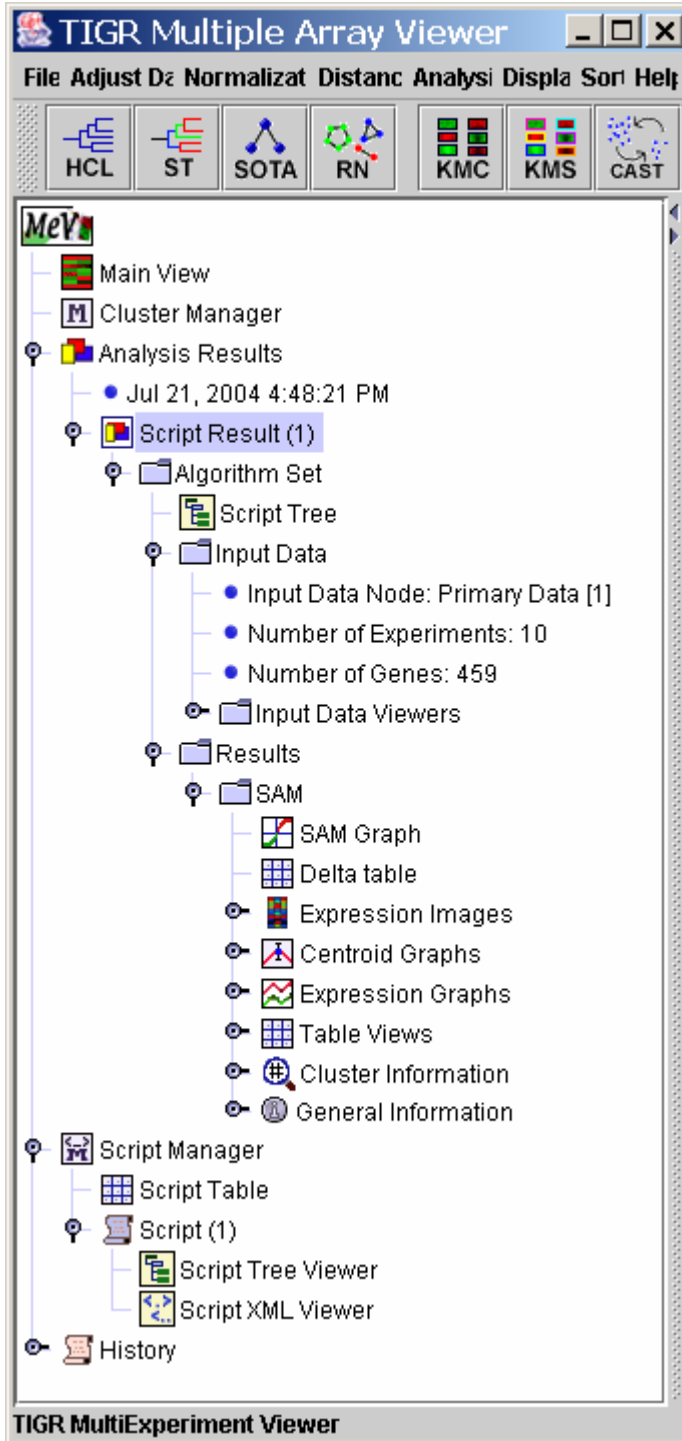 TIGR Multiple Array Viewer
File Adjust Da Normalizat Distanc Analysi Displa Sort Help
HCL ST SOTA RN KMC KMS CAST
MeV
Main View
M Cluster Manager
Analysis Results
Jul 21, 2004 4:48:21 PM
Script Result (1)
Algorithm Set
Script Tree
Input Data
Input Data Node: Primary Data [1]
Number of Experiments: 10
Number of Genes: 459
Input Data Viewers
Results
SAM
SAM Graph
Delta table
Expression Images
Centroid Graphs
Expression Graphs
Table Views
# Cluster Information
General Information
M Script Manager
Script Table
Script (1)
Script Tree Viewer
Script XML Viewer
History
TIGR MultiExperiment Viewer